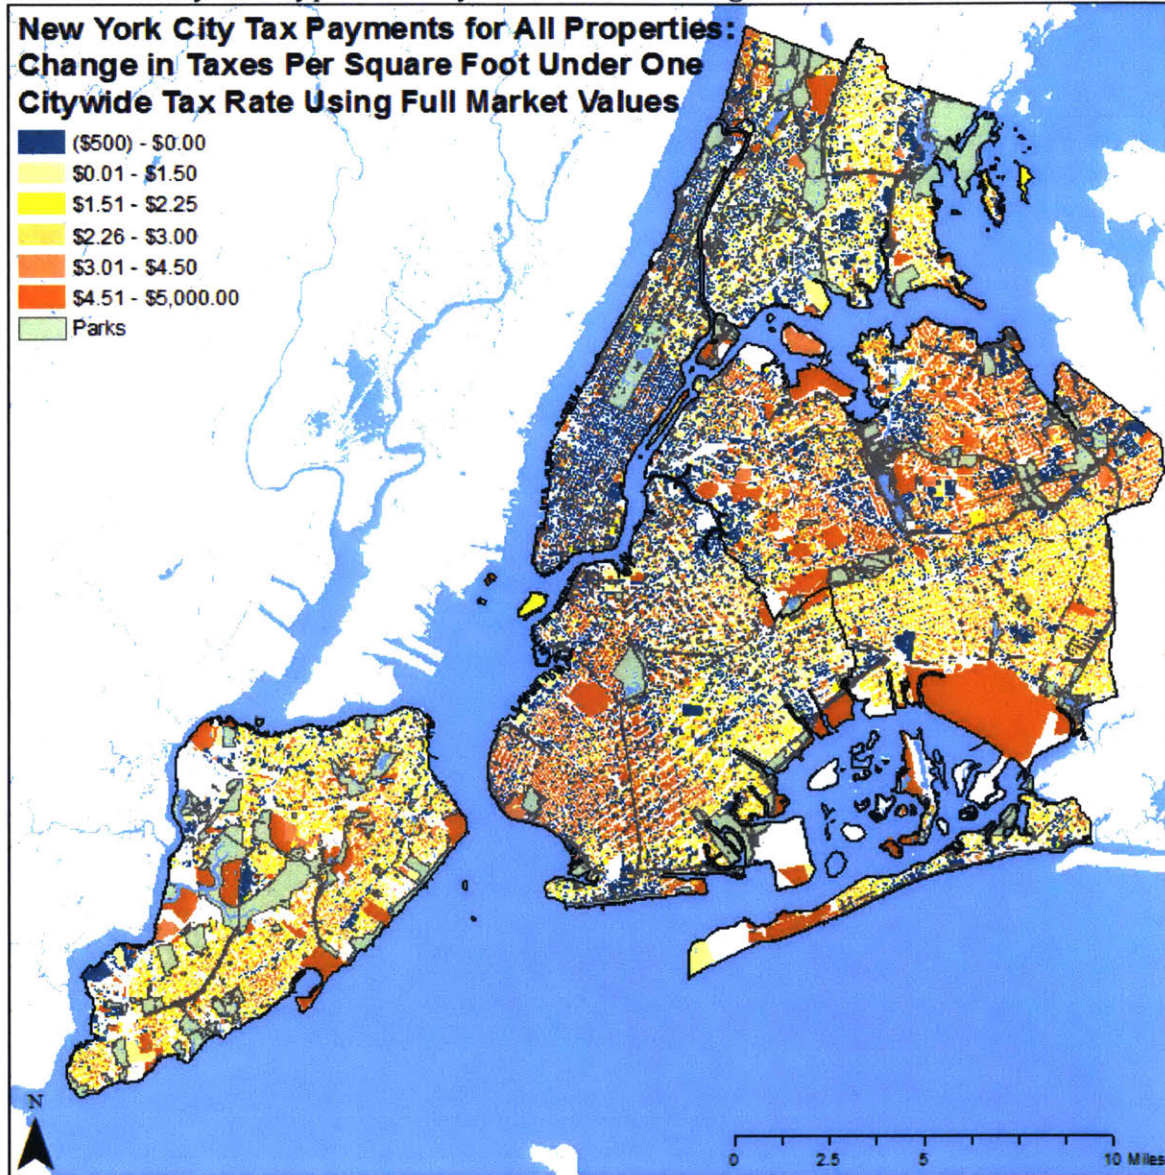 New York City Tax Payments for All Properties:
Change in Taxes Per Square Foot Under One
Citywide Tax Rate Using Full Market Values
($500) - $0.00
$0.01 - $1.50
$1.51 - $2.25
$2.26 - $3.00
$3.01 - $4.50
$4.51 - $5,000.00
Parks
N
0 2.5 5 10 Miles